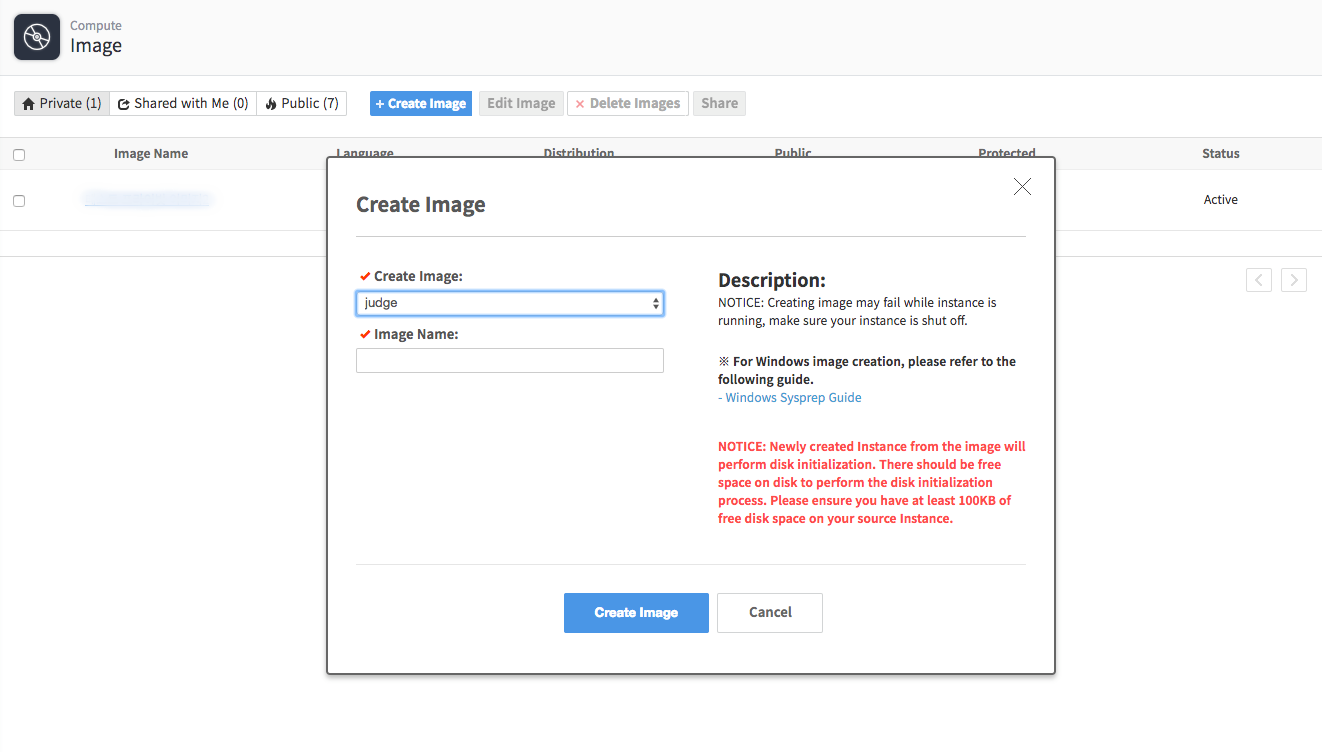 Compute
Image
Private (1) Shared with Me (0) Public (7) + Create Image Edit Image × Delete Images Share
Image Name Language Distribution Public Protected Status
Active
Create Image
Create Image:
judge
Image Name:
Description:
NOTICE: Creating image may fail while instance is
running, make sure your instance is shut off.
※ For Windows image creation, please refer to the
following guide.
- Windows Sysprep Guide
NOTICE: Newly created Instance from the image will
perform disk initialization. There should be free
space on disk to perform the disk initialization
process. Please ensure you have at least 100KB of
free disk space on your source Instance.
Create Image Cancel